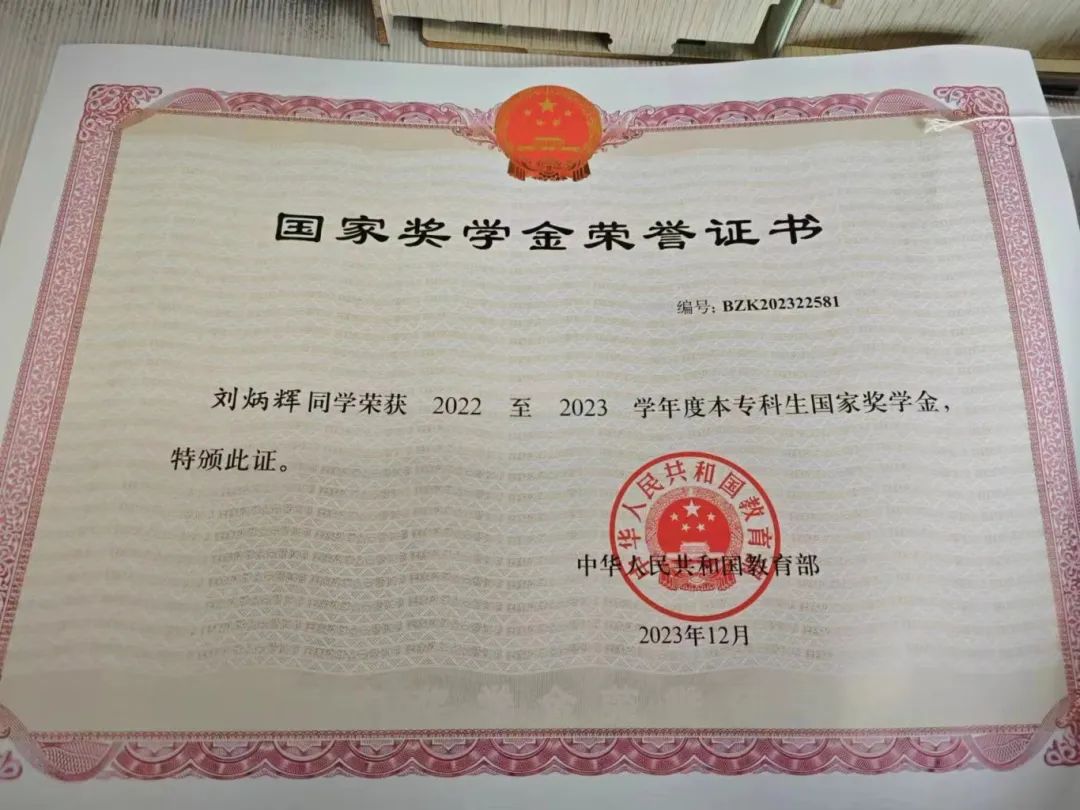 国家奖学金荣誉证书
编号: BZK202322581
刘炳辉同学荣获 2022 至 2023 学年度本专科生国家奖学金,
特颁此证。
中华人民共和国教育部
中华人民共和国教育部
2023年12月